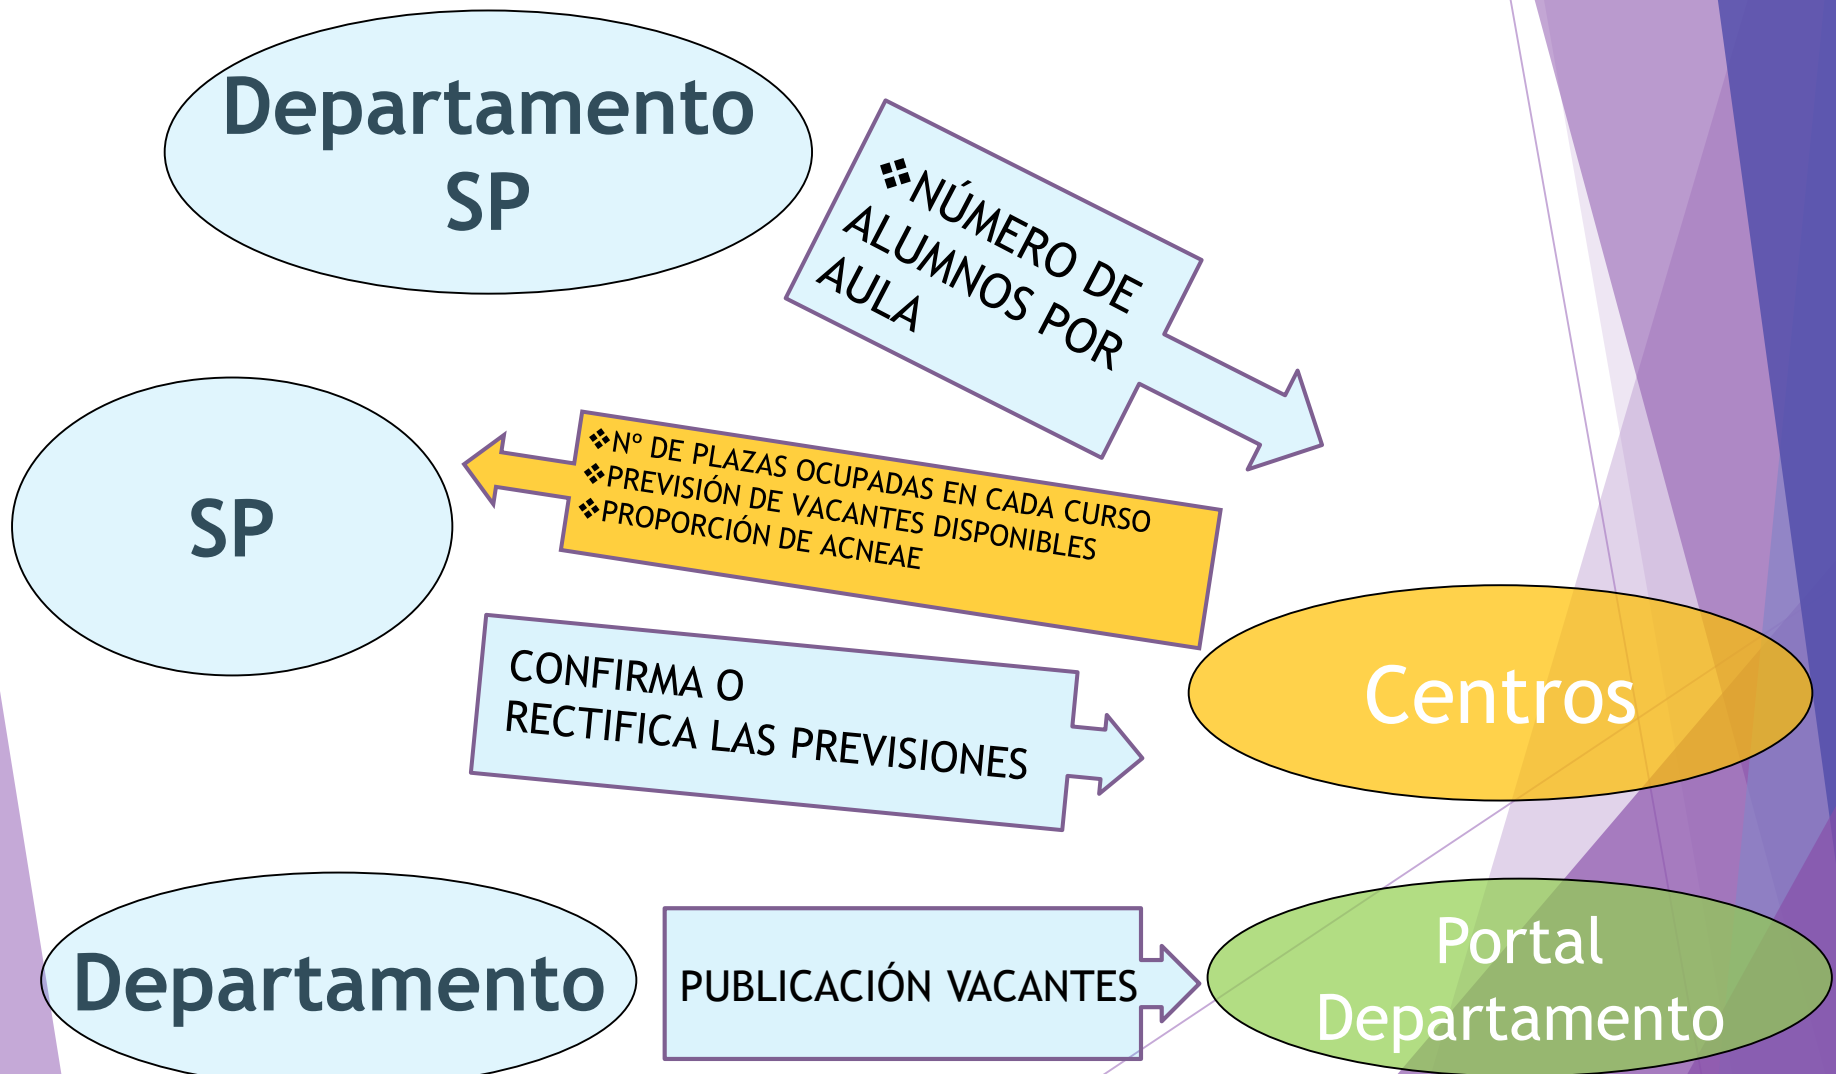 Departamento
SP
❖NÚMERO DE
ALUMNOS POR
AULA
SP
❖Nº DE PLAZAS OCUPADAS EN CADA CURSO
❖PREVISIÓN DE VACANTES DISPONIBLES
❖PROPORCIÓN DE ACNEAE
CONFIRMA O
RECTIFICA LAS PREVISIONES
Centros
Departamento
PUBLICACIÓN VACANTES
Portal
Departamento